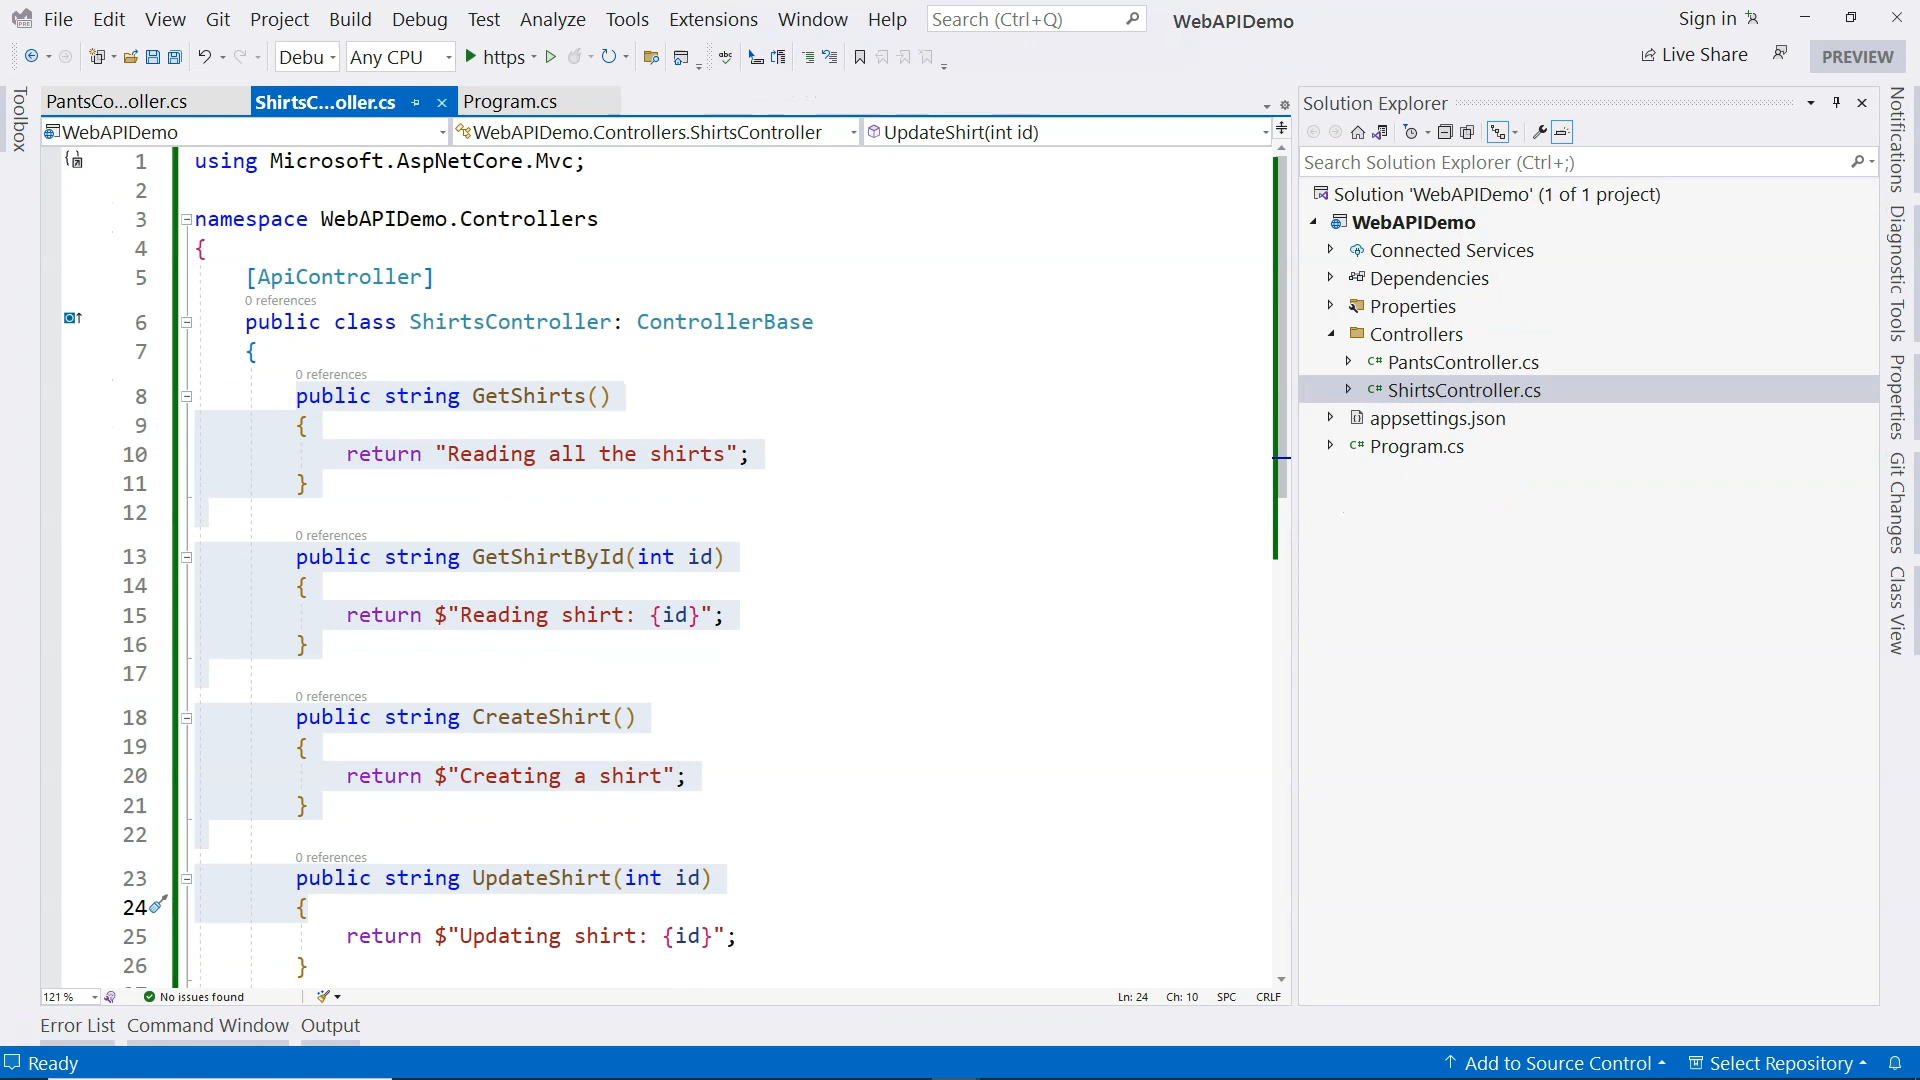 File Edit View Git Project Build Debug Test Analyze Tools Extensions Window Help Search (Ctrl+Q) WebAPIDemo Sign in
Debu Any CPU https Live Share PREVIEW
Toolbox
PantsCo...oller.cs ShirtsC...oller.cs Program.cs
WebAPIDemo WebAPIDemo.Controllers.ShirtsController UpdateShirt(int id)
1 using Microsoft.AspNetCore.Mvc;
2
3 namespace WebAPIDemo.Controllers
4 {
5 [ApiController]
0 references
6 public class ShirtsController: ControllerBase
7 {
0 references
8 public string GetShirts()
9 {
10 return "Reading all the shirts";
11 }
12
0 references
13 public string GetShirtById(int id)
14 {
15 return $"Reading shirt: {id}";
16 }
17
0 references
18 public string CreateShirt()
19 {
20 return $"Creating a shirt";
21 }
22
0 references
23 public string UpdateShirt(int id)
24 {
25 return $"Updating shirt: {id}";
26 }
121 % No issues found Ln: 24 Ch: 10 SPC CRLF
Error List Command Window Output
Ready Add to Source Control Select Repository
Solution Explorer
Search Solution Explorer (Ctrl+;)
Solution 'WebAPIDemo' (1 of 1 project)
WebAPIDemo
Connected Services
Dependencies
Properties
Controllers
C# PantsController.cs
C# ShirtsController.cs
appsettings.json
C# Program.cs
Notifications
Diagnostic Tools
Properties
Git Changes
Class View